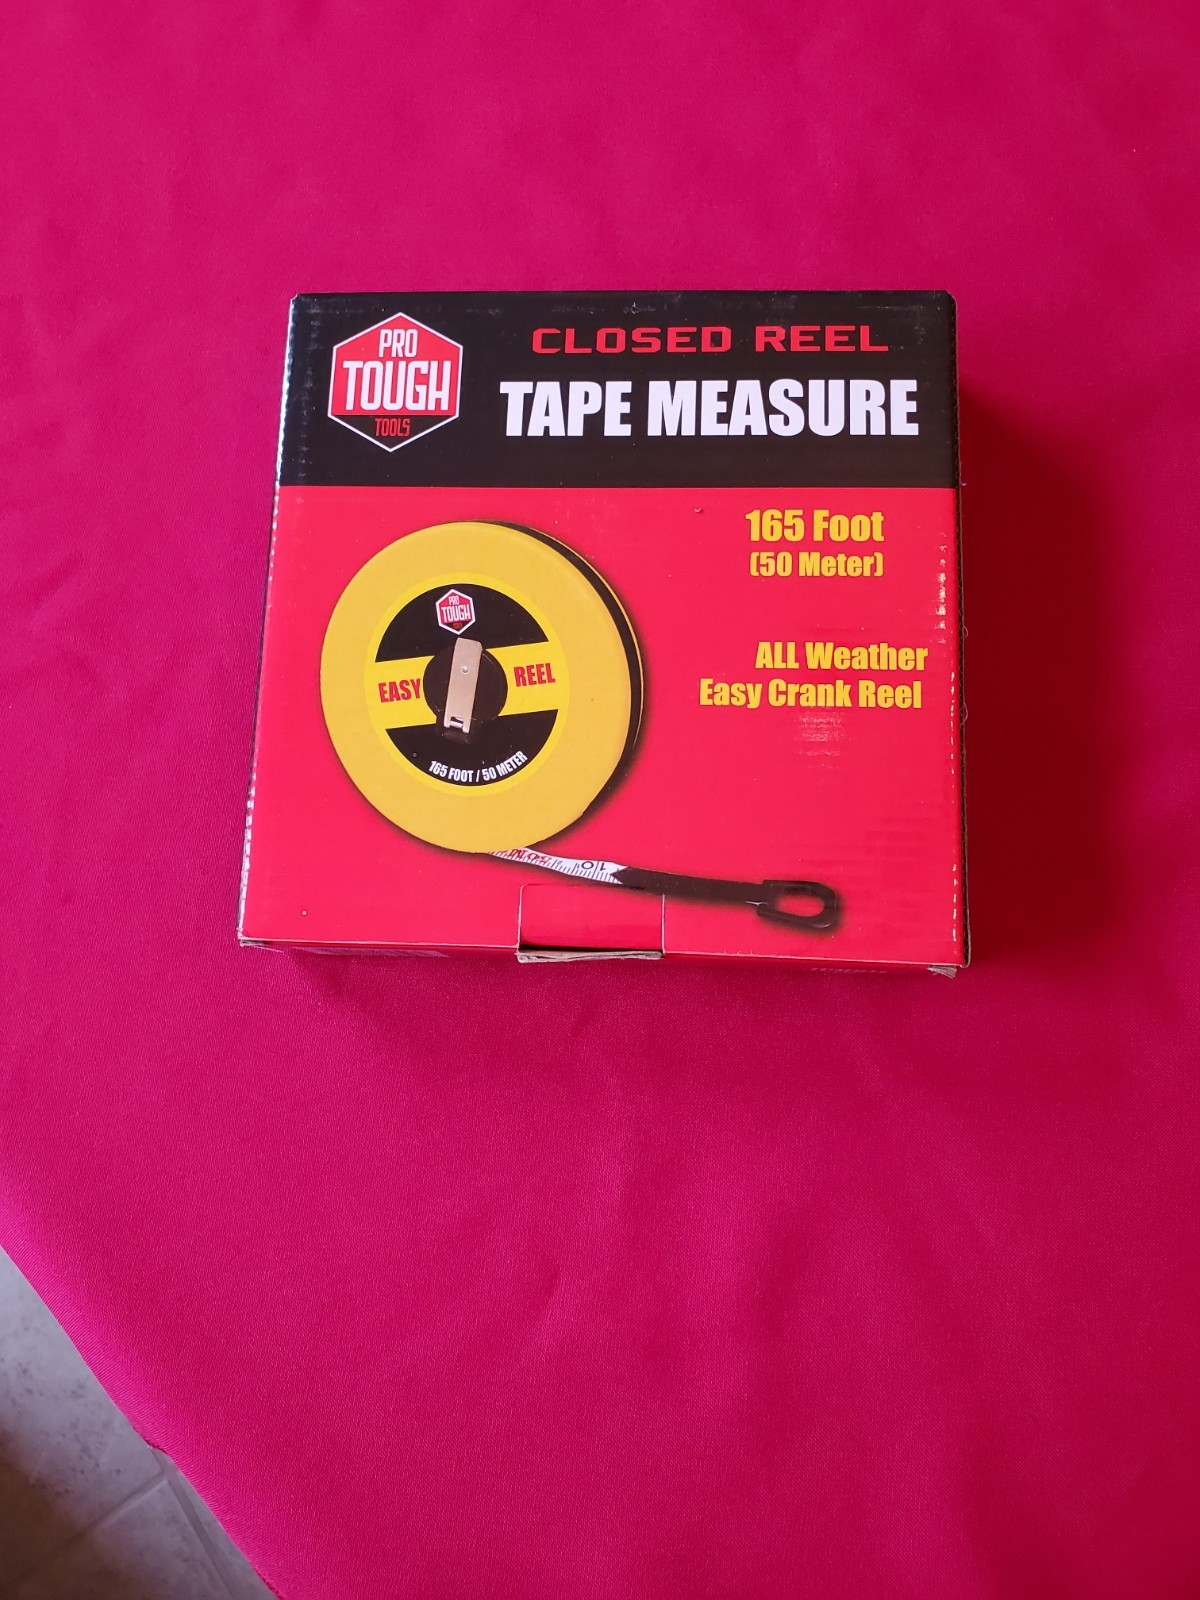 PRO
TOUGH
TOOLS
CLOSED REEL
TAPE MEASURE
165 Foot
(50 Meter)
ALL Weather
Easy Crank Reel
PRO
TOUGH
EASY REEL
165 FOOT / 50 METER